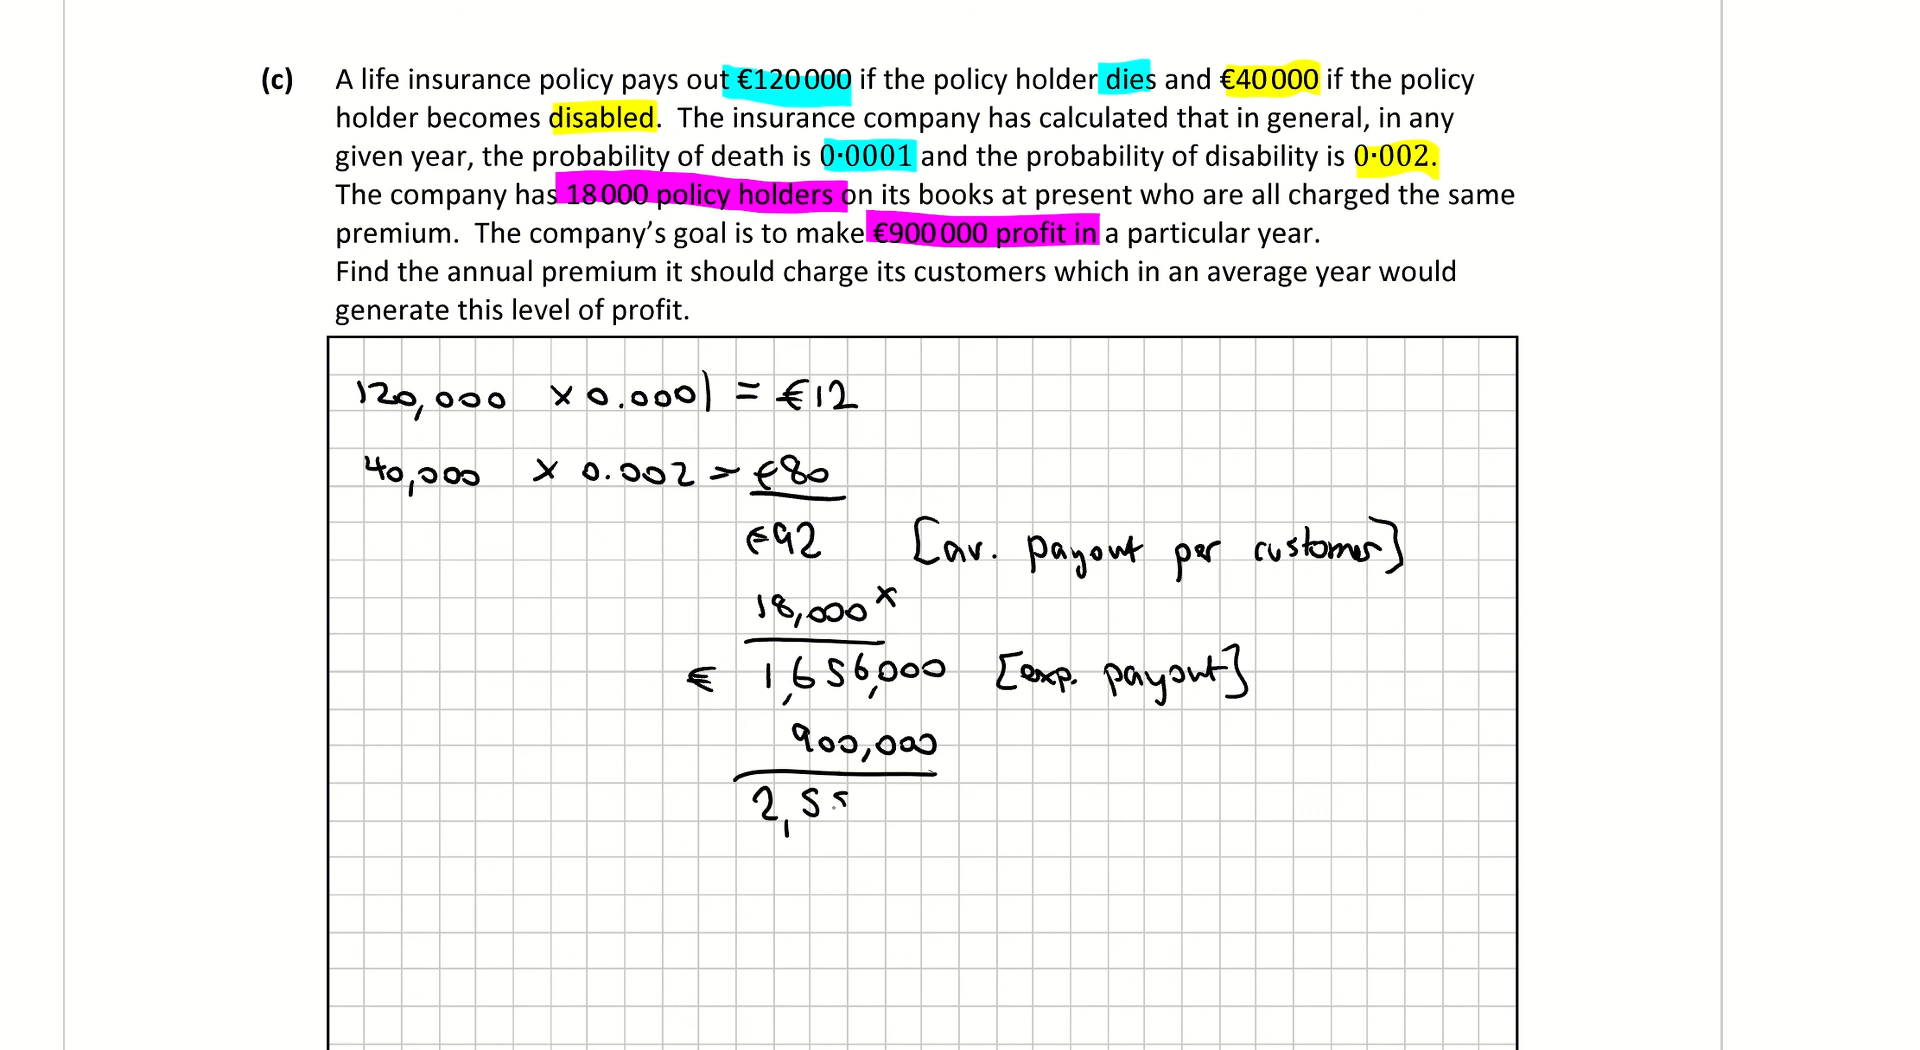 (c) A life insurance policy pays out €120 000 if the policy holder dies and €40 000 if the policy
holder becomes disabled. The insurance company has calculated that in general, in any
given year, the probability of death is 0·0001 and the probability of disability is 0·002.
The company has 18 000 policy holders on its books at present who are all charged the same
premium. The company’s goal is to make €900 000 profit in a particular year.
Find the annual premium it should charge its customers which in an average year would
generate this level of profit.
120,000 × 0.0001 = €12
40,000 × 0.002 = €80
€92 [av. payout per customer]
18,000 ×
€ 1,656,000 [exp. payout]
900,000
2,55